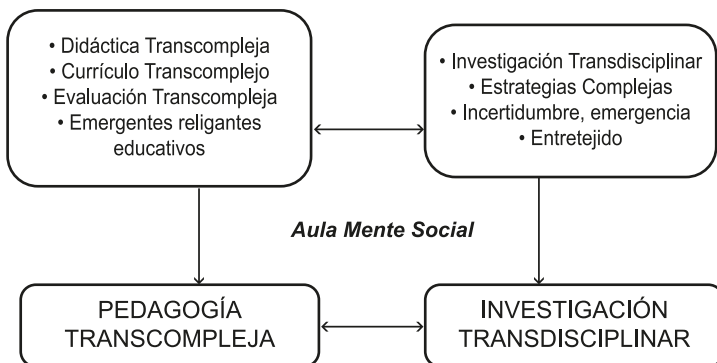 • Didáctica Transcompleja
• Currículo Transcomplejo
• Evaluación Transcompleja
• Emergentes religantes
educativos
• Investigación Transdisciplinar
• Estrategias Complejas
• Incertidumbre, emergencia
• Entretejido
Aula Mente Social
PEDAGOGÍA
TRANSCOMPLEJA
INVESTIGACIÓN
TRANSDISCIPLINAR